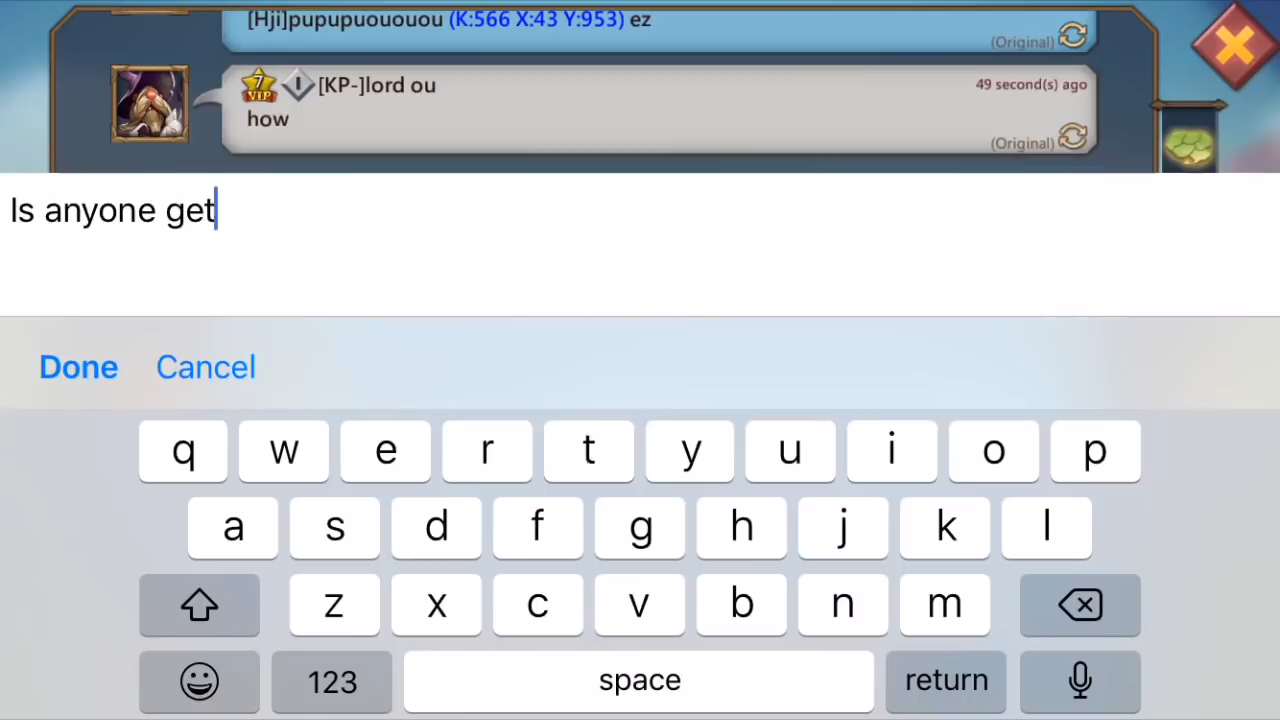 [Hji]pupupuououou (K:566 X:43 Y:953) ez
(Original)
7 VIP I [KP-]lord ou 49 second(s) ago
how
(Original)
Is anyone get
Done Cancel
q w e r t y u i o p
a s d f g h j k l
z x c v b n m
123 space return